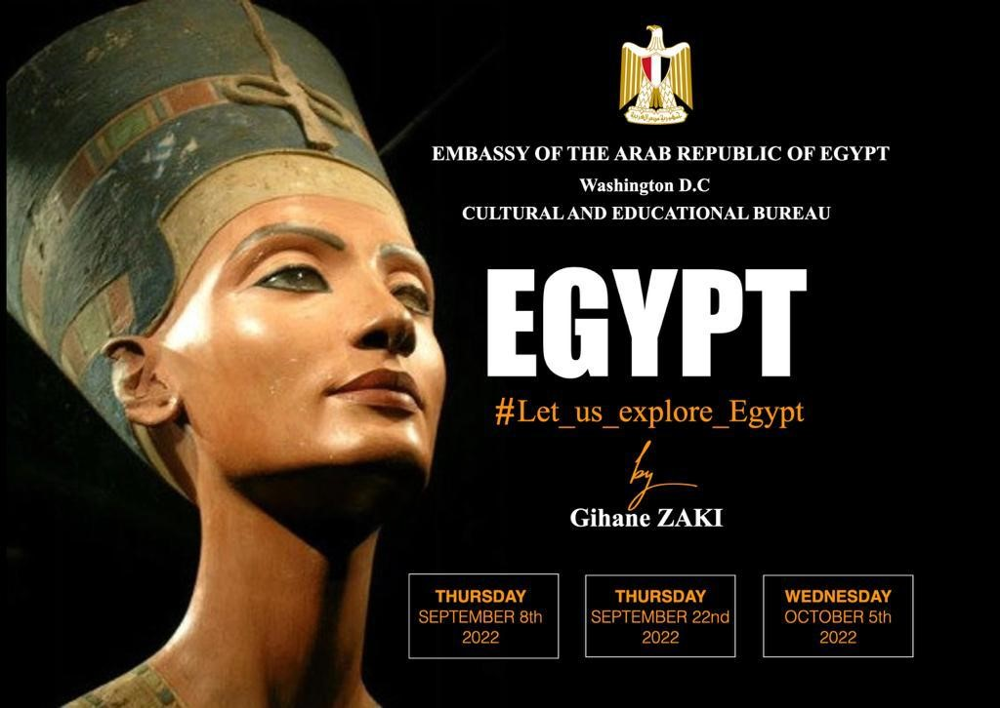 EMBASSY OF THE ARAB REPUBLIC OF EGYPT
Washington D.C
CULTURAL AND EDUCATIONAL BUREAU
EGYPT
#Let_us_explore_Egypt
by
Gihane ZAKI
THURSDAY
SEPTEMBER 8th
2022
THURSDAY
SEPTEMBER 22nd
2022
WEDNESDAY
OCTOBER 5th
2022